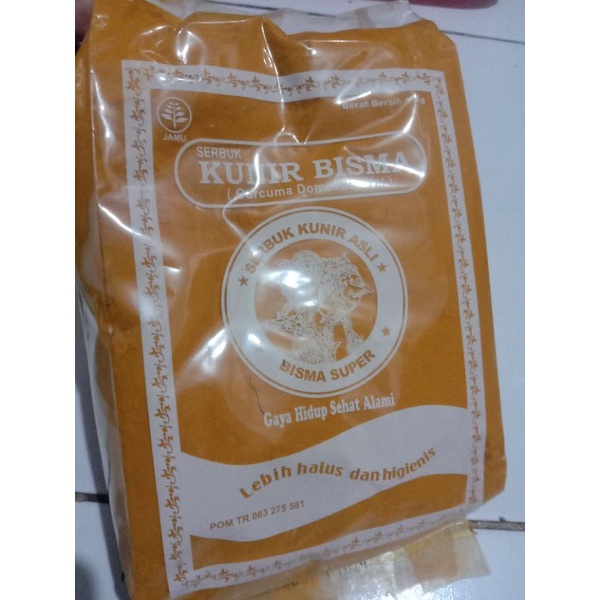 Berat Bersih
JAMU
SERBUK
KUNIR BISMA
SERBUK KUNIR ASLI
BISMA SUPER
Gaya Hidup Sehat Alami
Lebih halus dan higienis
POM TR 083 275 581